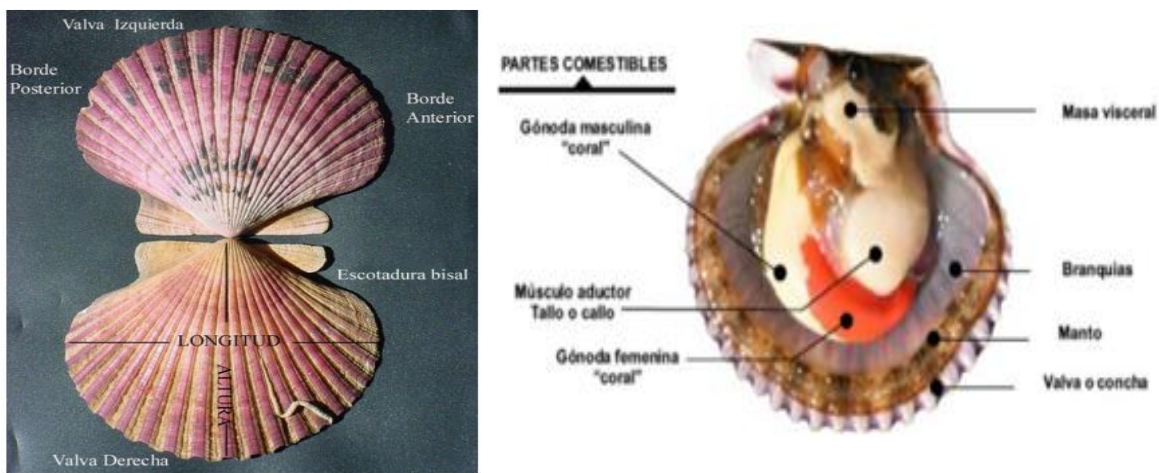 Valva Izquierda
Borde
Posterior
Borde
Anterior
Escotadura bisal
LONGITUD
ALTURA
Valva Derecha
PARTES COMESTIBLES
Gónoda masculina
"coral"
Músculo aductor
Tallo o callo
Gónoda femenina
"coral"
Masa visceral
Branquias
Manto
Valva o concha